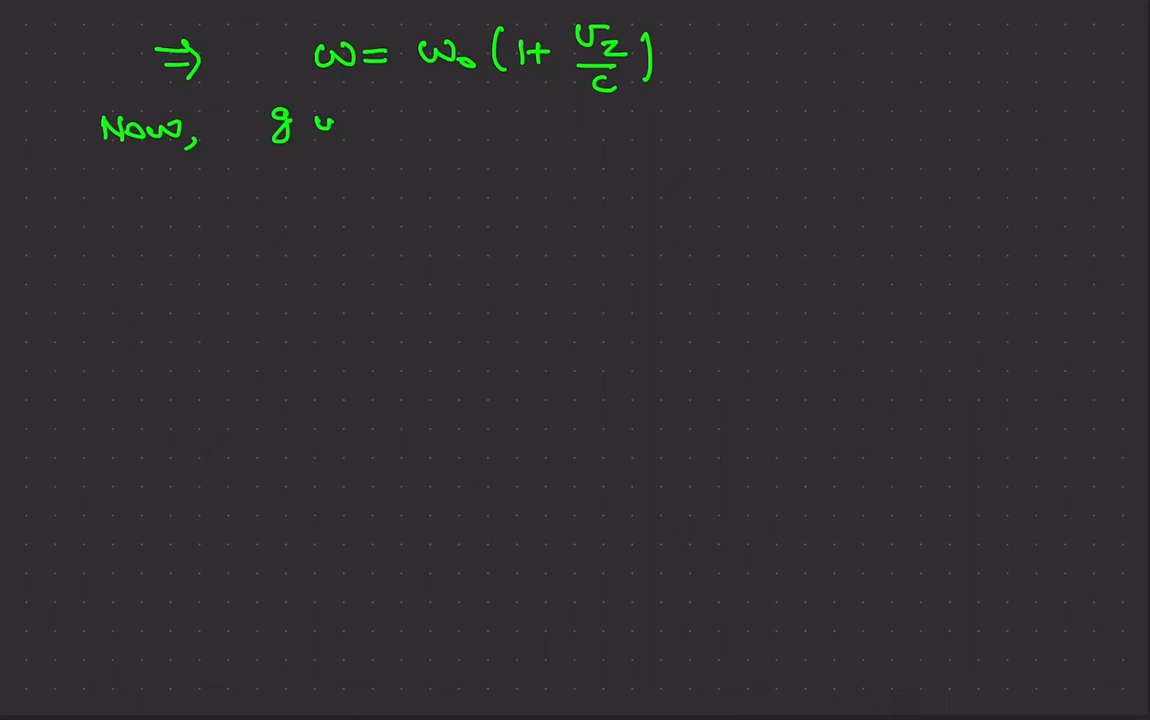 ⇒ ω = ω₀ (1 + v_z/c)
Now, g